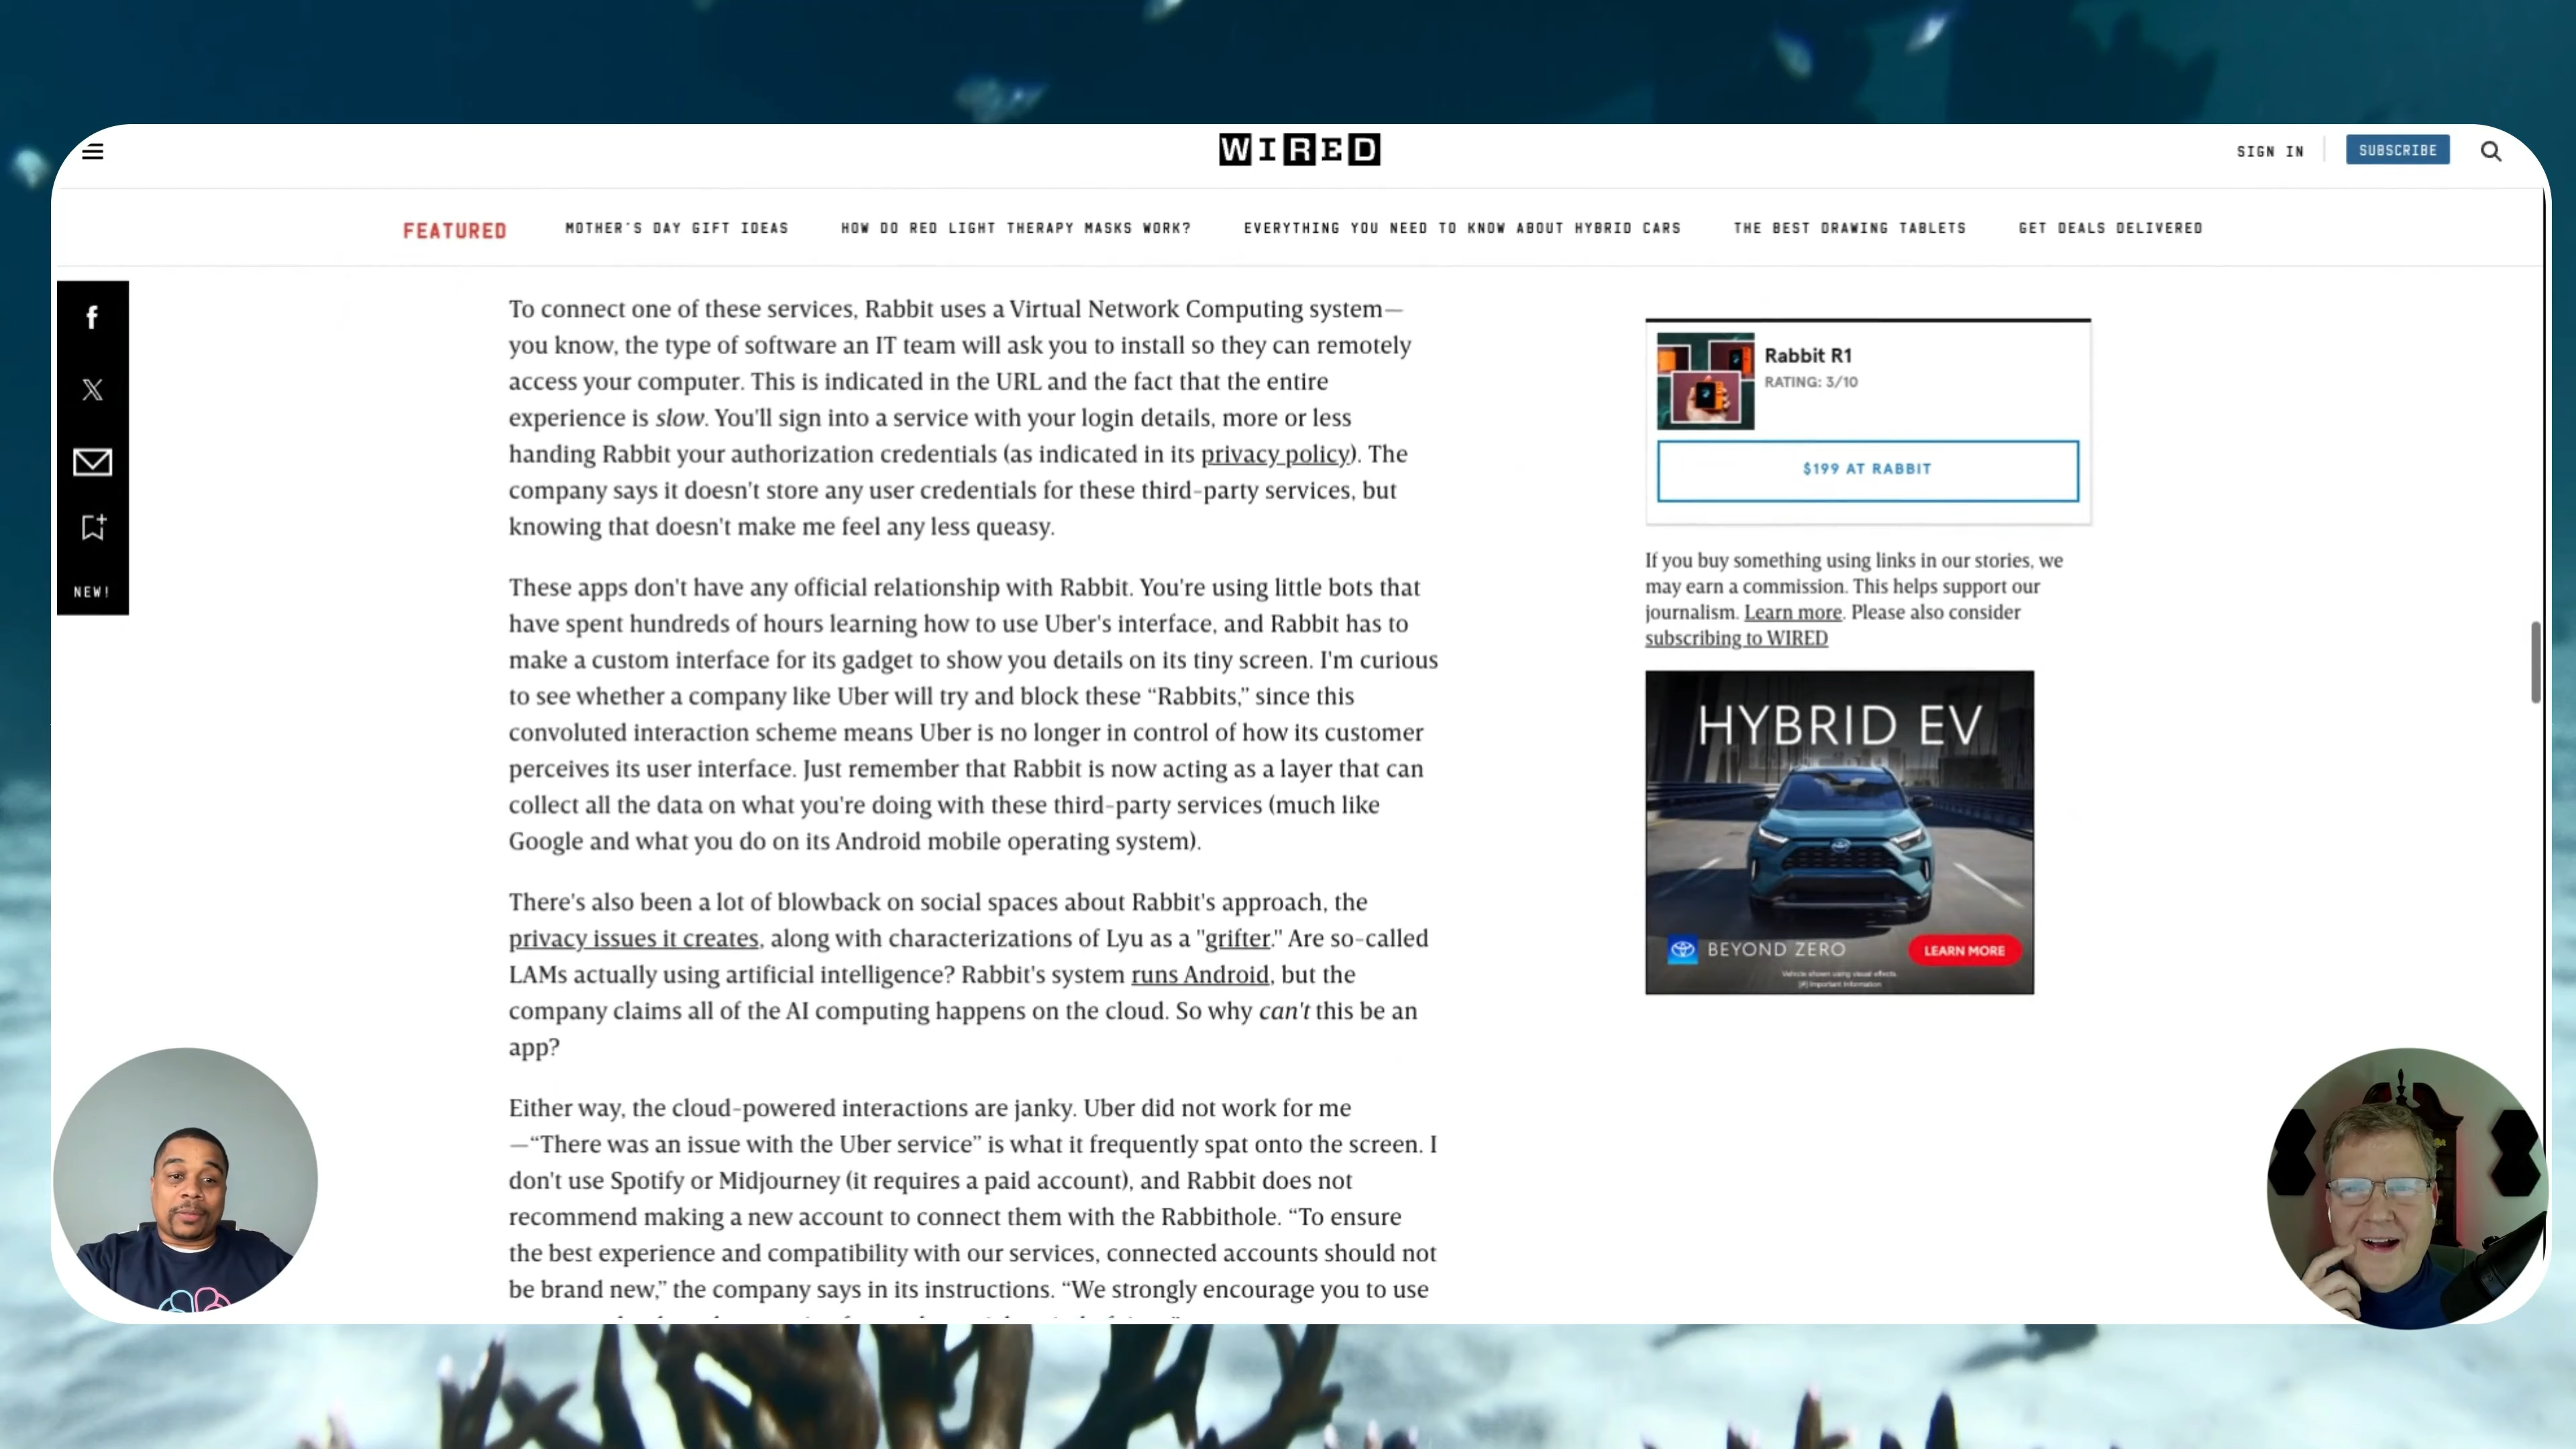 WIRED
SIGN IN
SUBSCRIBE
FEATURED
MOTHER'S DAY GIFT IDEAS
HOW DO RED LIGHT THERAPY MASKS WORK?
EVERYTHING YOU NEED TO KNOW ABOUT HYBRID CARS
THE BEST DRAWING TABLETS
GET DEALS DELIVERED
f
X
NEW!
To connect one of these services, Rabbit uses a Virtual Network Computing system—
you know, the type of software an IT team will ask you to install so they can remotely
access your computer. This is indicated in the URL and the fact that the entire
experience is slow. You'll sign into a service with your login details, more or less
handing Rabbit your authorization credentials (as indicated in its privacy policy). The
company says it doesn't store any user credentials for these third-party services, but
knowing that doesn't make me feel any less queasy.
These apps don't have any official relationship with Rabbit. You're using little bots that
have spent hundreds of hours learning how to use Uber's interface, and Rabbit has to
make a custom interface for its gadget to show you details on its tiny screen. I'm curious
to see whether a company like Uber will try and block these “Rabbits,” since this
convoluted interaction scheme means Uber is no longer in control of how its customer
perceives its user interface. Just remember that Rabbit is now acting as a layer that can
collect all the data on what you're doing with these third-party services (much like
Google and what you do on its Android mobile operating system).
There's also been a lot of blowback on social spaces about Rabbit's approach, the
privacy issues it creates, along with characterizations of Lyu as a "grifter." Are so-called
LAMs actually using artificial intelligence? Rabbit's system runs Android, but the
company claims all of the AI computing happens on the cloud. So why can't this be an
app?
Either way, the cloud-powered interactions are janky. Uber did not work for me
—“There was an issue with the Uber service” is what it frequently spat onto the screen. I
don't use Spotify or Midjourney (it requires a paid account), and Rabbit does not
recommend making a new account to connect them with the Rabbithole. “To ensure
the best experience and compatibility with our services, connected accounts should not
be brand new,” the company says in its instructions. “We strongly encourage you to use
Rabbit R1
RATING: 3/10
$199 AT RABBIT
If you buy something using links in our stories, we
may earn a commission. This helps support our
journalism. Learn more. Please also consider
subscribing to WIRED
HYBRID EV
BEYOND ZERO
LEARN MORE
Vehicle shown using visual effects.
[#] Important Information